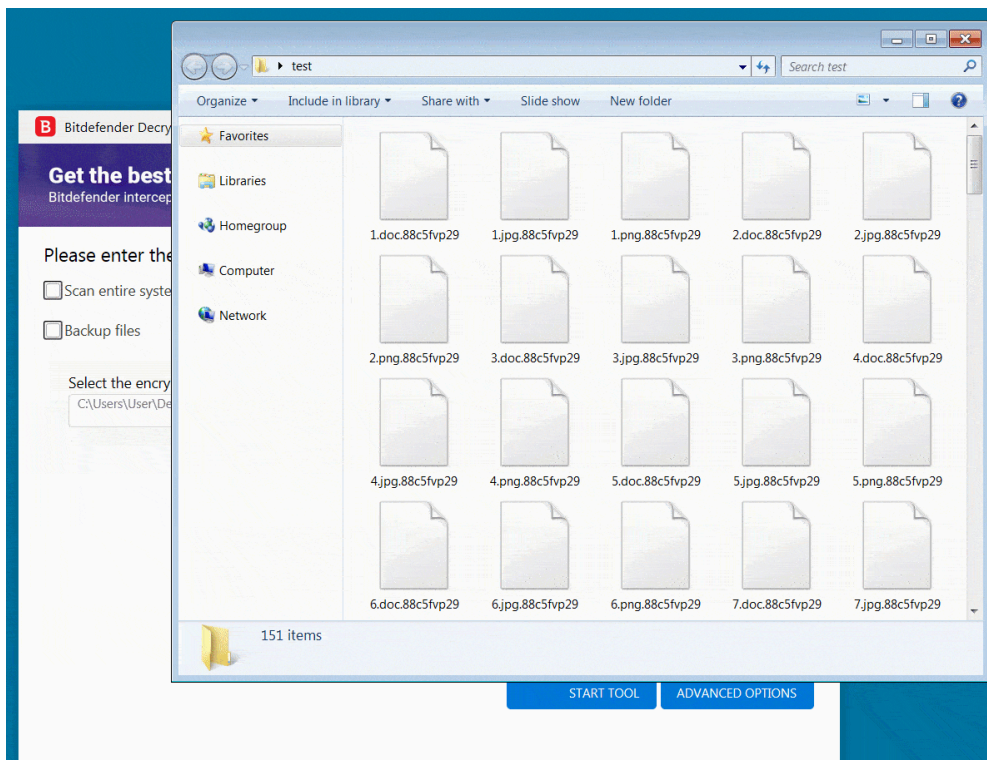 test
Search test
Organize
Include in library
Share with
Slide show
New folder
B Bitdefender Decry
Get the best
Bitdefender intercep
Please enter the
Scan entire syste
Backup files
Select the encry
C:\Users\User\De
Favorites
Libraries
Homegroup
Computer
Network
1.doc.88c5fvp29
1.jpg.88c5fvp29
1.png.88c5fvp29
2.doc.88c5fvp29
2.jpg.88c5fvp29
2.png.88c5fvp29
3.doc.88c5fvp29
3.jpg.88c5fvp29
3.png.88c5fvp29
4.doc.88c5fvp29
4.jpg.88c5fvp29
4.png.88c5fvp29
5.doc.88c5fvp29
5.jpg.88c5fvp29
5.png.88c5fvp29
6.doc.88c5fvp29
6.jpg.88c5fvp29
6.png.88c5fvp29
7.doc.88c5fvp29
7.jpg.88c5fvp29
151 items
START TOOL
ADVANCED OPTIONS